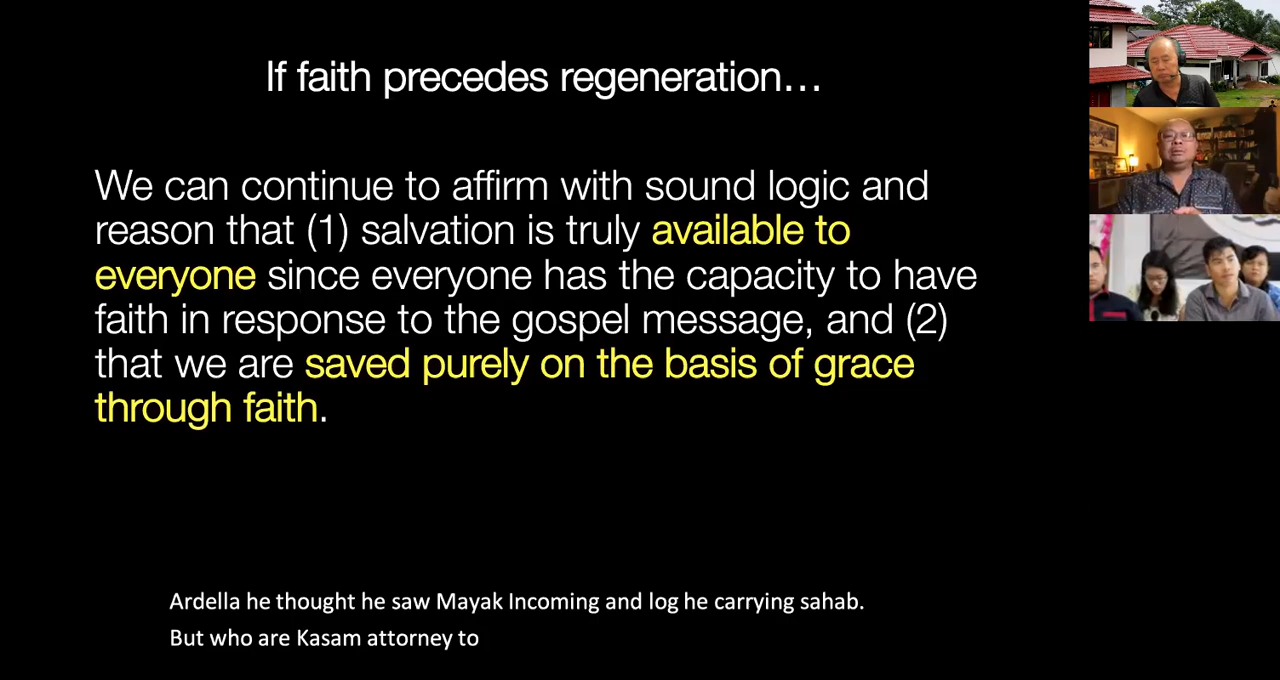 If faith precedes regeneration…
We can continue to affirm with sound logic and
reason that (1) salvation is truly available to
everyone since everyone has the capacity to have
faith in response to the gospel message, and (2)
that we are saved purely on the basis of grace
through faith.
Ardella he thought he saw Mayak Incoming and log he carrying sahab.
But who are Kasam attorney to